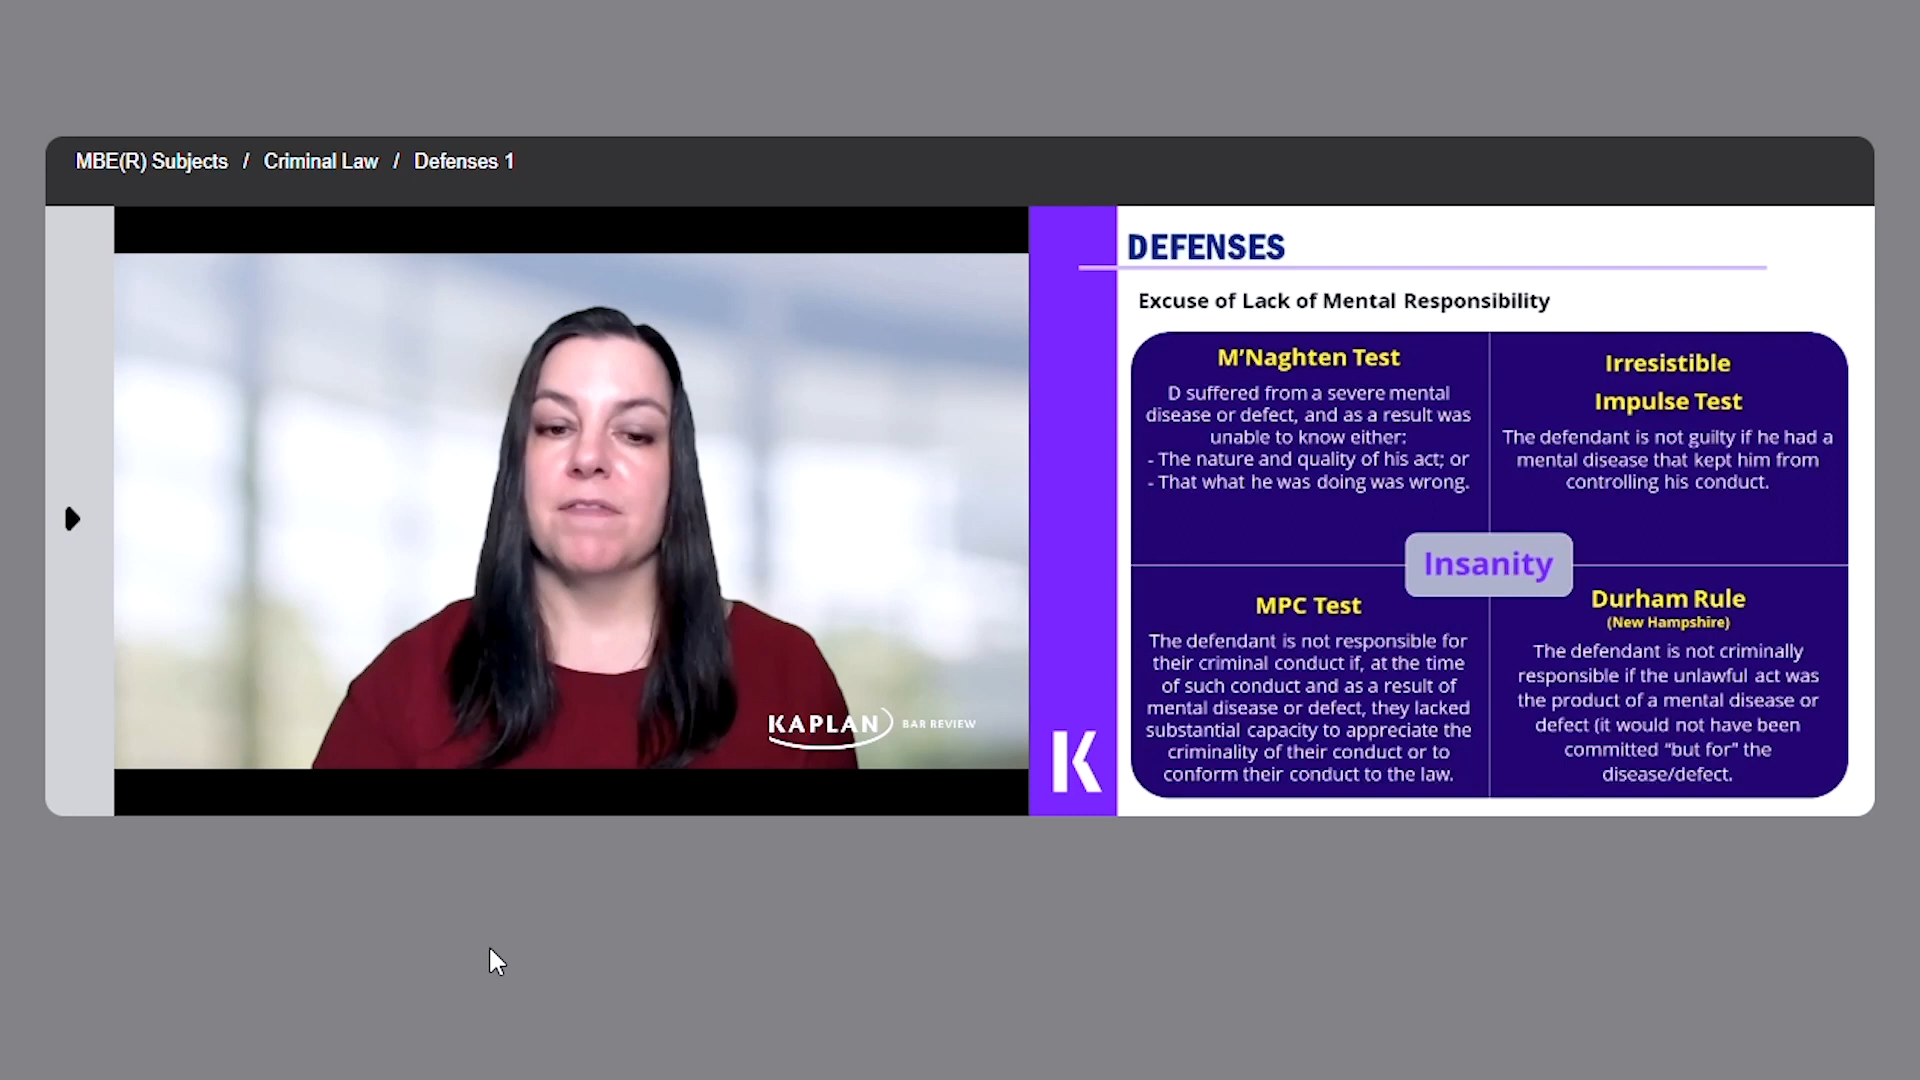 MBE(R) Subjects / Criminal Law / Defenses 1
KAPLAN BAR REVIEW
K
DEFENSES
Excuse of Lack of Mental Responsibility
M’Naghten Test
D suffered from a severe mental
disease or defect, and as a result was
unable to know either:
- The nature and quality of his act; or
- That what he was doing was wrong.
Irresistible
Impulse Test
The defendant is not guilty if he had a
mental disease that kept him from
controlling his conduct.
Insanity
MPC Test
The defendant is not responsible for
their criminal conduct if, at the time
of such conduct and as a result of
mental disease or defect, they lacked
substantial capacity to appreciate the
criminality of their conduct or to
conform their conduct to the law.
Durham Rule
(New Hampshire)
The defendant is not criminally
responsible if the unlawful act was
the product of a mental disease or
defect (it would not have been
committed “but for” the
disease/defect.